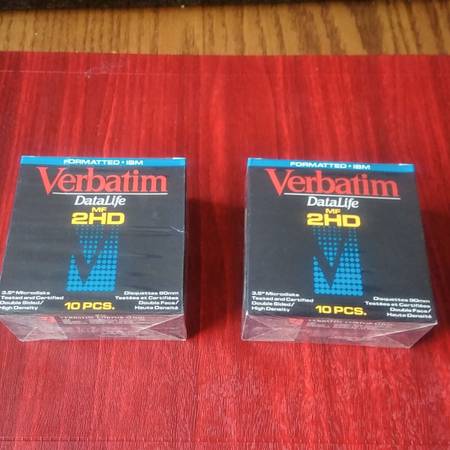 FORMATTED • IBM
Verbatim
DataLife
MF
2HD
3.5" Microdisks
Tested and Certified
Double Sided/
High Density
Disquettes 90mm
Testées et Certifiées
Double Face/
Haute Densité
10 PCS.
FORMATTED • IBM
Verbatim
DataLife
MF
2HD
3.5" Microdisks
Tested and Certified
Double Sided/
High Density
Disquettes 90mm
Testées et Certifiées
Double Face/
Haute Densité
10 PCS.